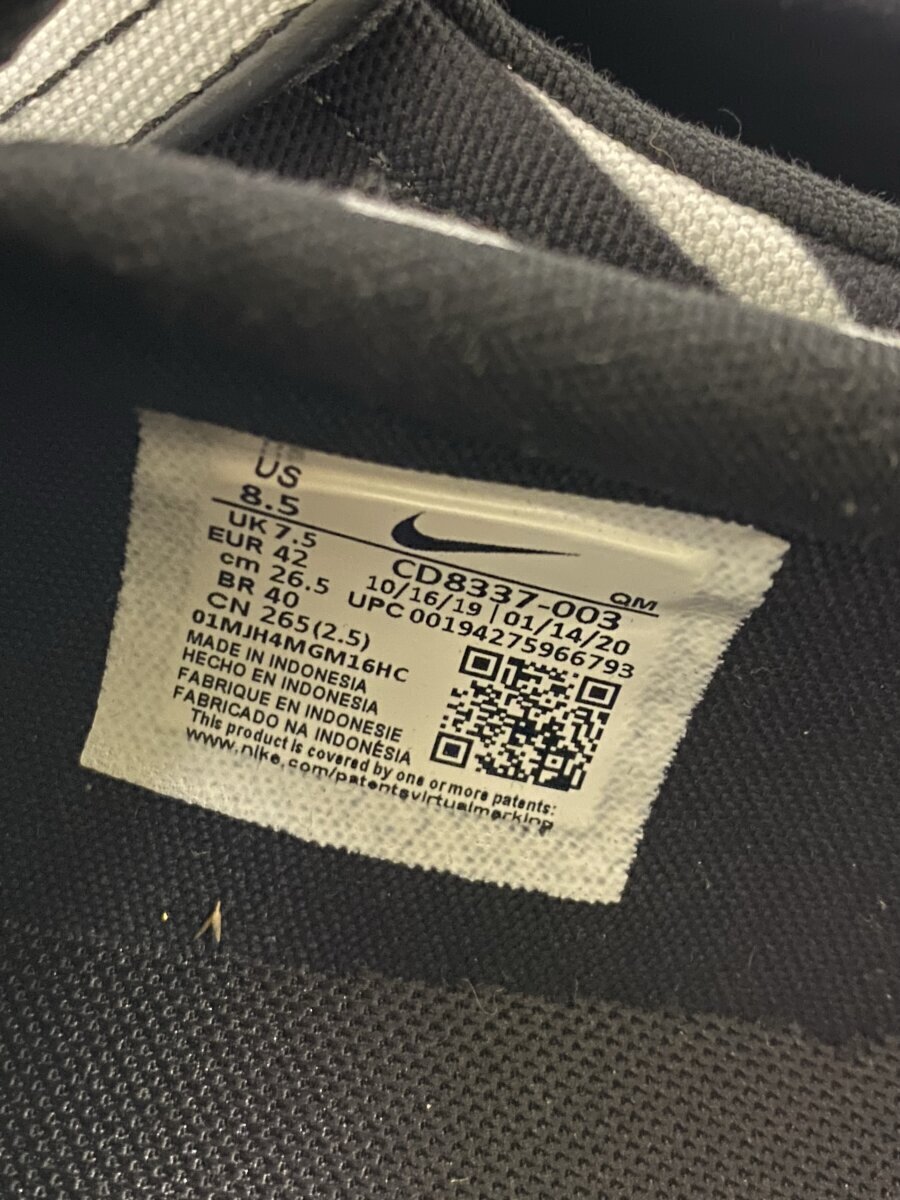 US
8.5
UK 7.5
EUR 42
cm 26.5
BR 40
CN 265(2.5)
01MJH4MGM16HC
MADE IN INDONESIA
HECHO EN INDONESIA
FABRIQUE EN INDONESIE
FABRICADO NA INDONÉSIA
This product is covered by one or more patents:
www.nike.com/patentsvirtualmarking
QM
CD8337-003
10/16/19 | 01/14/20
UPC 00194275966793